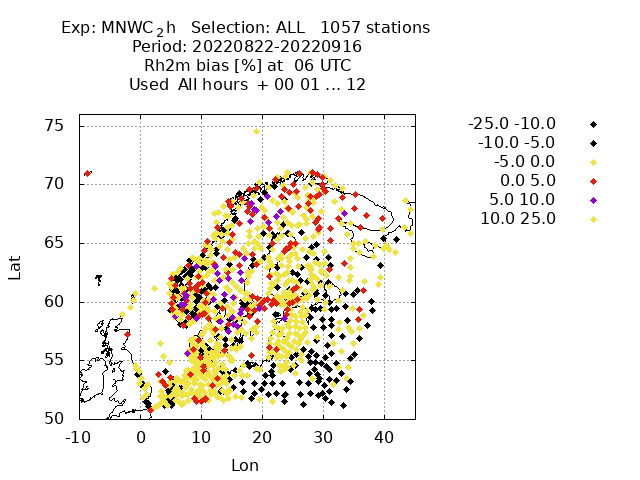 Exp: MNWC₂h Selection: ALL 1057 stations
Period: 20220822-20220916
Rh2m bias [%] at 06 UTC
Used All hours + 00 01 ... 12
-25.0 -10.0
-10.0 -5.0
-5.0 0.0
0.0 5.0
5.0 10.0
10.0 25.0
75
70
65
60
55
50
Lat
-10 0 10 20 30 40
Lon